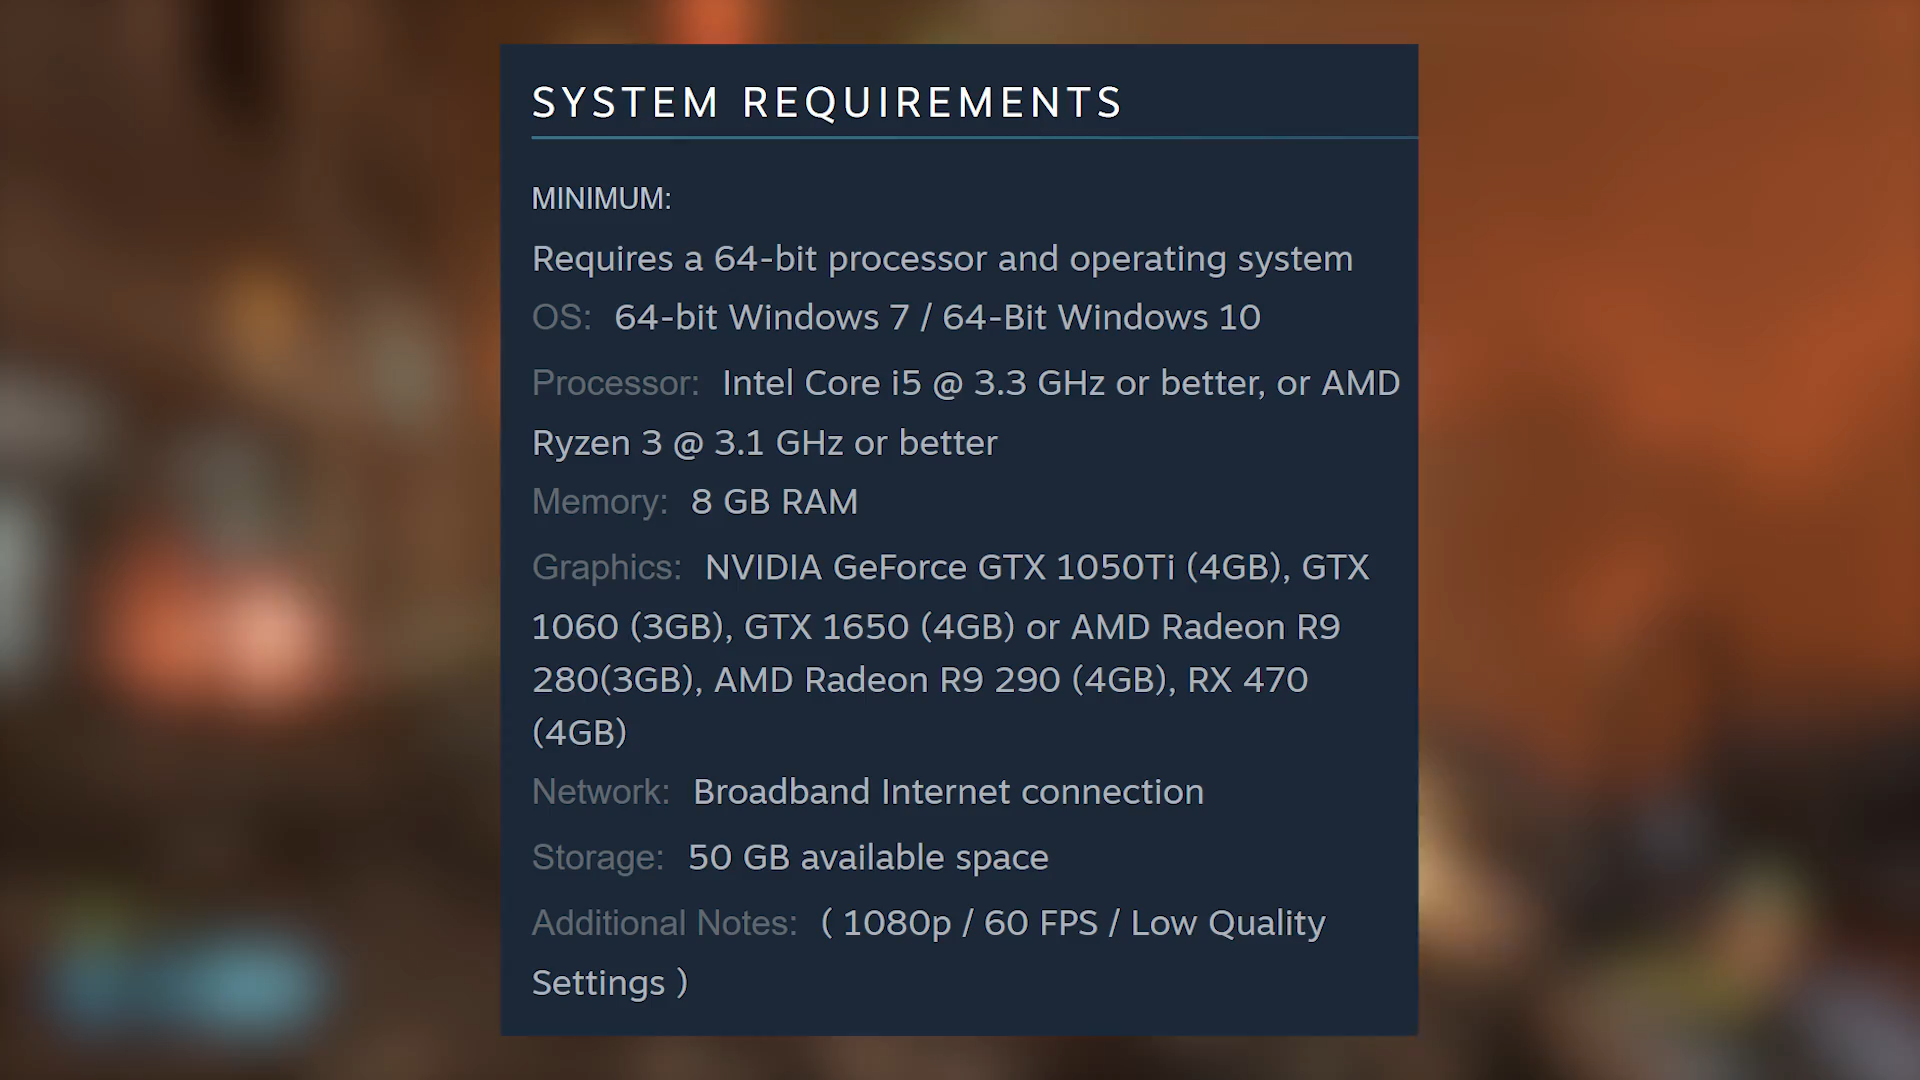 SYSTEM REQUIREMENTS
MINIMUM:
Requires a 64-bit processor and operating system
OS: 64-bit Windows 7 / 64-Bit Windows 10
Processor: Intel Core i5 @ 3.3 GHz or better, or AMD
Ryzen 3 @ 3.1 GHz or better
Memory: 8 GB RAM
Graphics: NVIDIA GeForce GTX 1050Ti (4GB), GTX
1060 (3GB), GTX 1650 (4GB) or AMD Radeon R9
280(3GB), AMD Radeon R9 290 (4GB), RX 470
(4GB)
Network: Broadband Internet connection
Storage: 50 GB available space
Additional Notes: ( 1080p / 60 FPS / Low Quality
Settings )